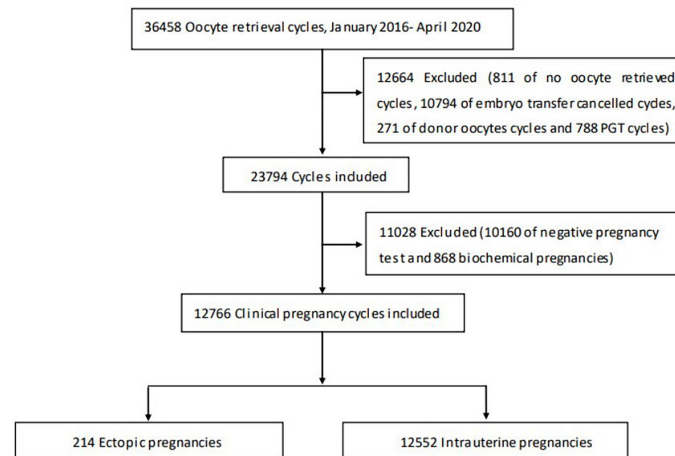 36458 Oocyte retrieval cycles, January 2016- April 2020
12664 Excluded (811 of no oocyte retrieved
cycles, 10794 of embryo transfer cancelled cycles,
271 of donor oocytes cycles and 788 PGT cycles)
23794 Cycles included
11028 Excluded (10160 of negative pregnancy
test and 868 biochemical pregnancies)
12766 Clinical pregnancy cycles included
214 Ectopic pregnancies
12552 Intrauterine pregnancies